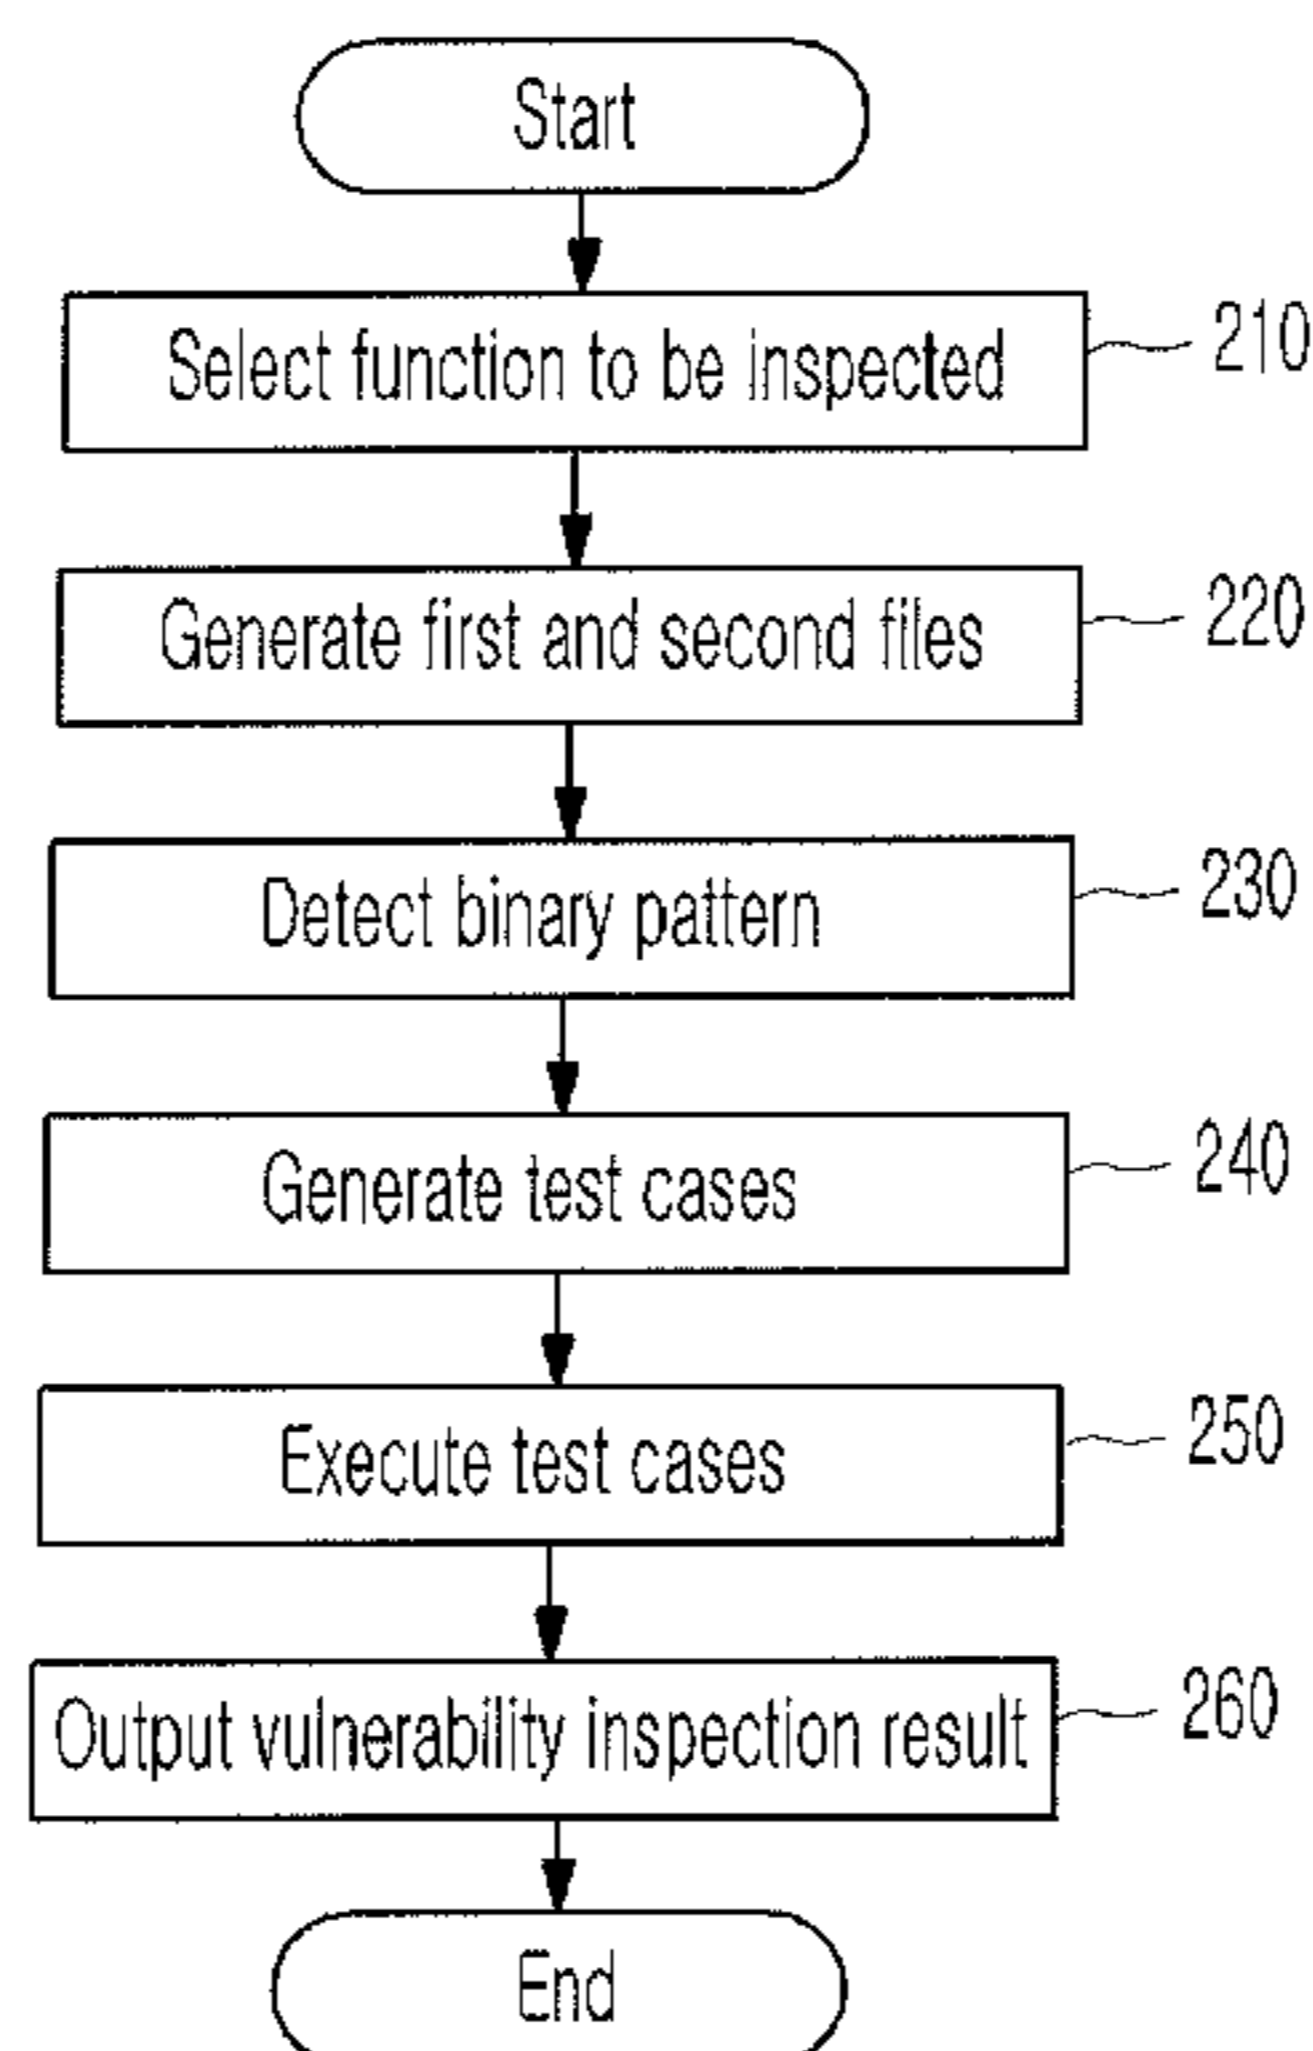 Start
Select function to be inspected
210
Generate first and second files
220
Detect binary pattern
230
Generate test cases
240
Execute test cases
250
Output vulnerability inspection result
260
End